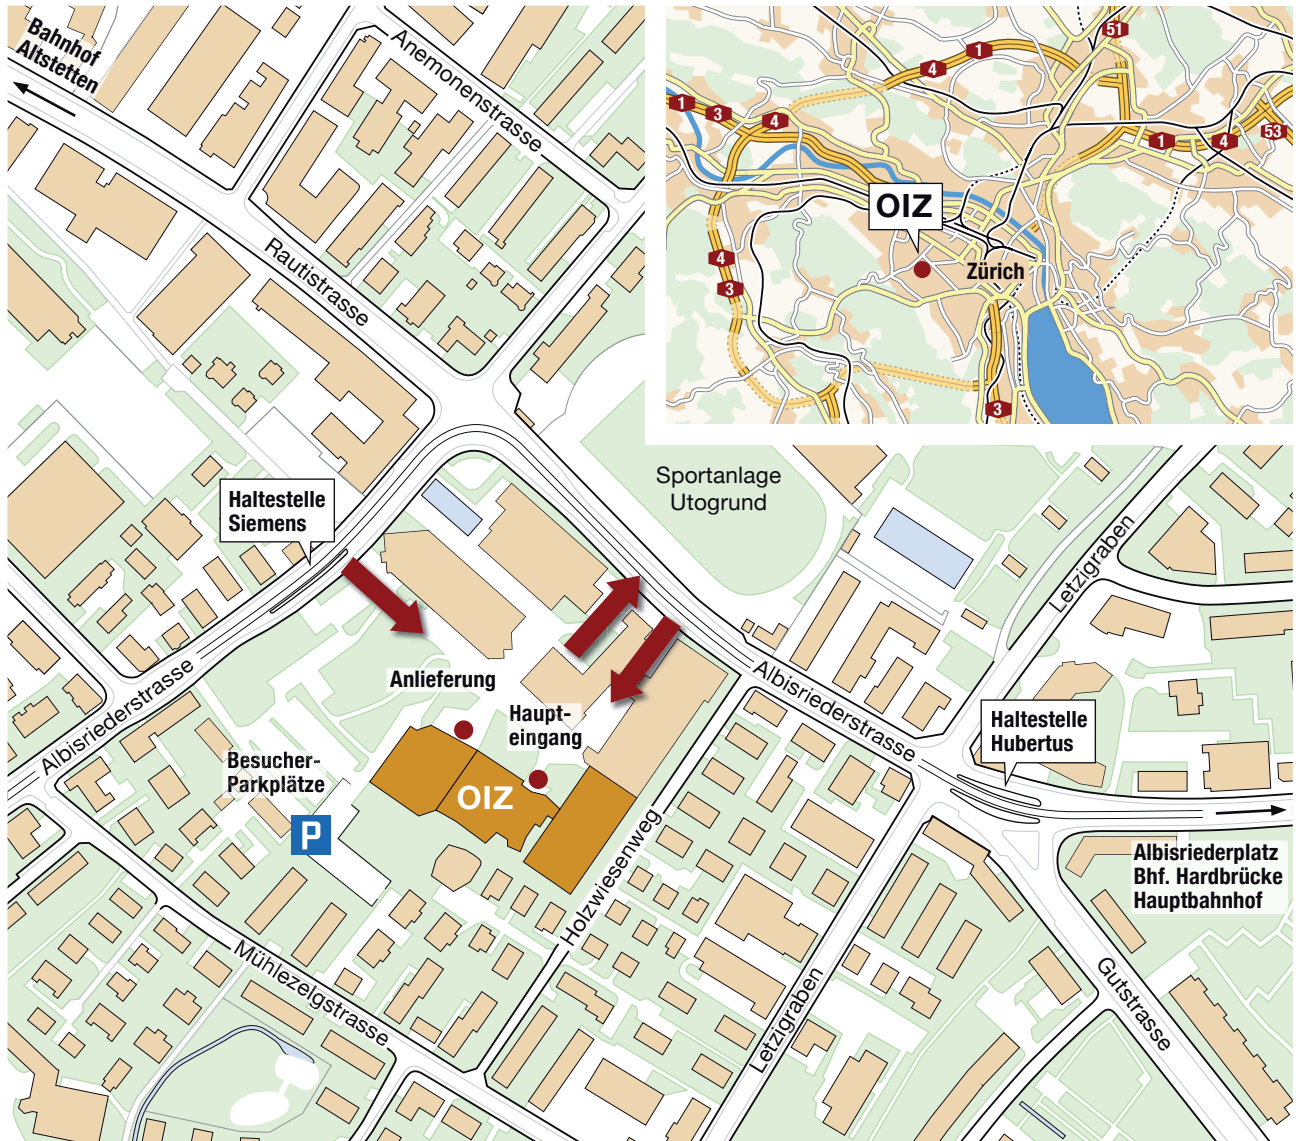 Bahnhof
Altstetten
Anemonenstrasse
Rautistrasse
51
1
4
1
3
4
1
4
53
OIZ
4
3
Zürich
3
Haltestelle
Siemens
Sportanlage
Utogrund
Letzigraben
Albisriederstrasse
Anlieferung
Haupt-
eingang
Albisriederstrasse
Haltestelle
Hubertus
Besucher-
Parkplätze
OIZ
P
Holzwiesenweg
Albisriederplatz
Bhf. Hardbrücke
Hauptbahnhof
Mühlezelgstrasse
Letzigraben
Gutstrasse